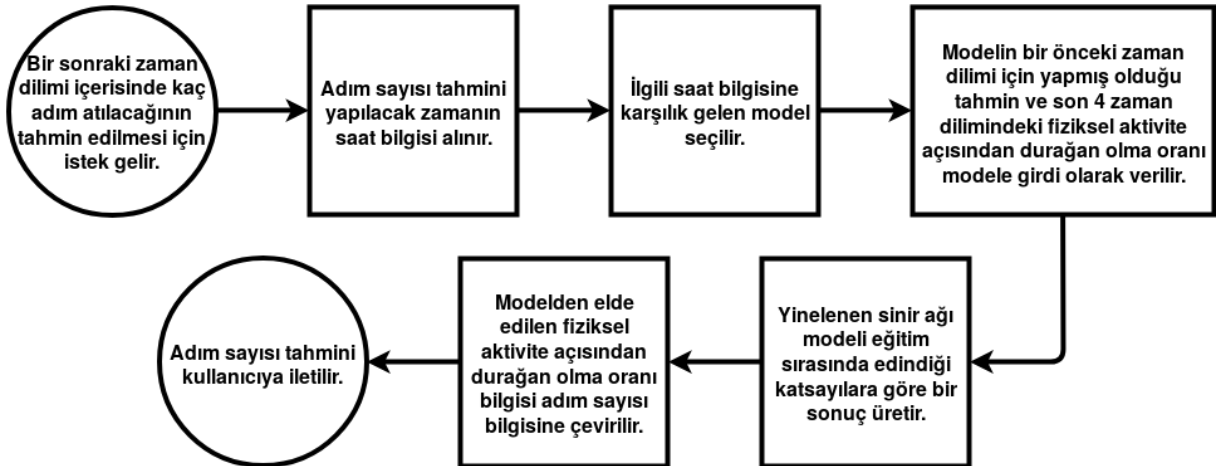 Bir sonraki zaman
dilimi içerisinde kaç
adım atılacağının
tahmin edilmesi için
istek gelir.
Adım sayısı tahmini
yapılacak zamanın
saat bilgisi alınır.
İlgili saat bilgisine
karşılık gelen model
seçilir.
Modelin bir önceki zaman
dilimi için yapmış olduğu
tahmin ve son 4 zaman
dilimindeki fiziksel aktivite
açısından durağan olma oranı
modele girdi olarak verilir.
Yinelenen sinir ağı
modeli eğitim
sırasında edindiği
katsayılara göre bir
sonuç üretir.
Modelden elde
edilen fiziksel
aktivite açısından
durağan olma oranı
bilgisi adım sayısı
bilgisine çevirilir.
Adım sayısı tahmini
kullanıcıya iletilir.